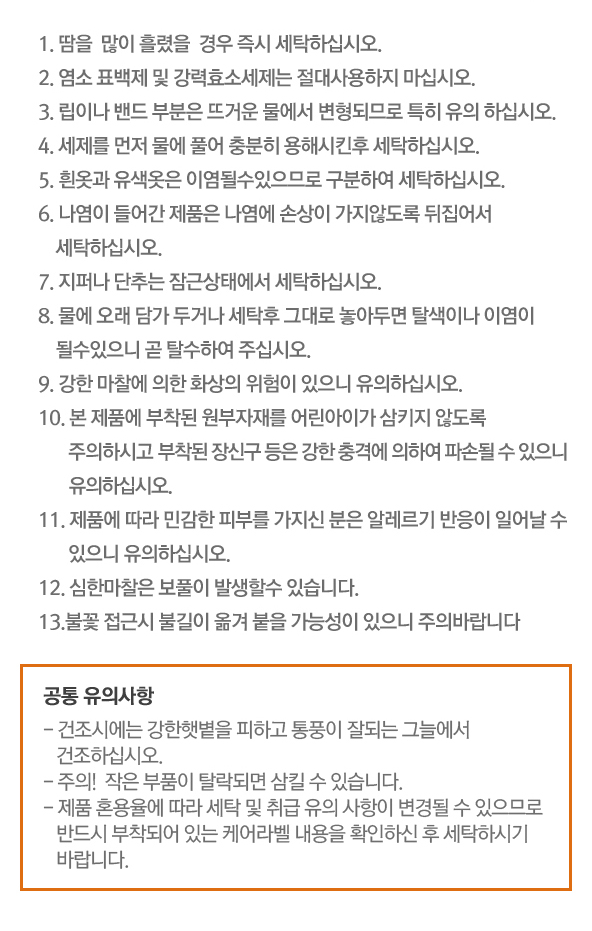 1. 땀을 많이 흘렸을 경우 즉시 세탁하십시오.
2. 염소 표백제 및 강력효소세제는 절대사용하지 마십시오.
3. 립이나 밴드 부분은 뜨거운 물에서 변형되므로 특히 유의 하십시오.
4. 세제를 먼저 물에 풀어 충분히 용해시킨후 세탁하십시오.
5. 흰옷과 유색옷은 이염될수있으므로 구분하여 세탁하십시오.
6. 나염이 들어간 제품은 나염에 손상이 가지않도록 뒤집어서
세탁하십시오.
7. 지퍼나 단추는 잠근상태에서 세탁하십시오.
8. 물에 오래 담가 두거나 세탁후 그대로 놓아두면 탈색이나 이염이
될수있으니 곧 탈수하여 주십시오.
9. 강한 마찰에 의한 화상의 위험이 있으니 유의하십시오.
10. 본 제품에 부착된 원부자재를 어린아이가 삼키지 않도록
주의하시고 부착된 장신구 등은 강한 충격에 의하여 파손될 수 있으니
유의하십시오.
11. 제품에 따라 민감한 피부를 가지신 분은 알레르기 반응이 일어날 수
있으니 유의하십시오.
12. 심한마찰은 보풀이 발생할수 있습니다.
13.불꽃 접근시 불길이 옮겨 붙을 가능성이 있으니 주의바랍니다
공통 유의사항
- 건조시에는 강한햇볕을 피하고 통풍이 잘되는 그늘에서
건조하십시오.
- 주의! 작은 부품이 탈락되면 삼킬 수 있습니다.
- 제품 혼용율에 따라 세탁 및 취급 유의 사항이 변경될 수 있으므로
반드시 부착되어 있는 케어라벨 내용을 확인하신 후 세탁하시기
바랍니다.